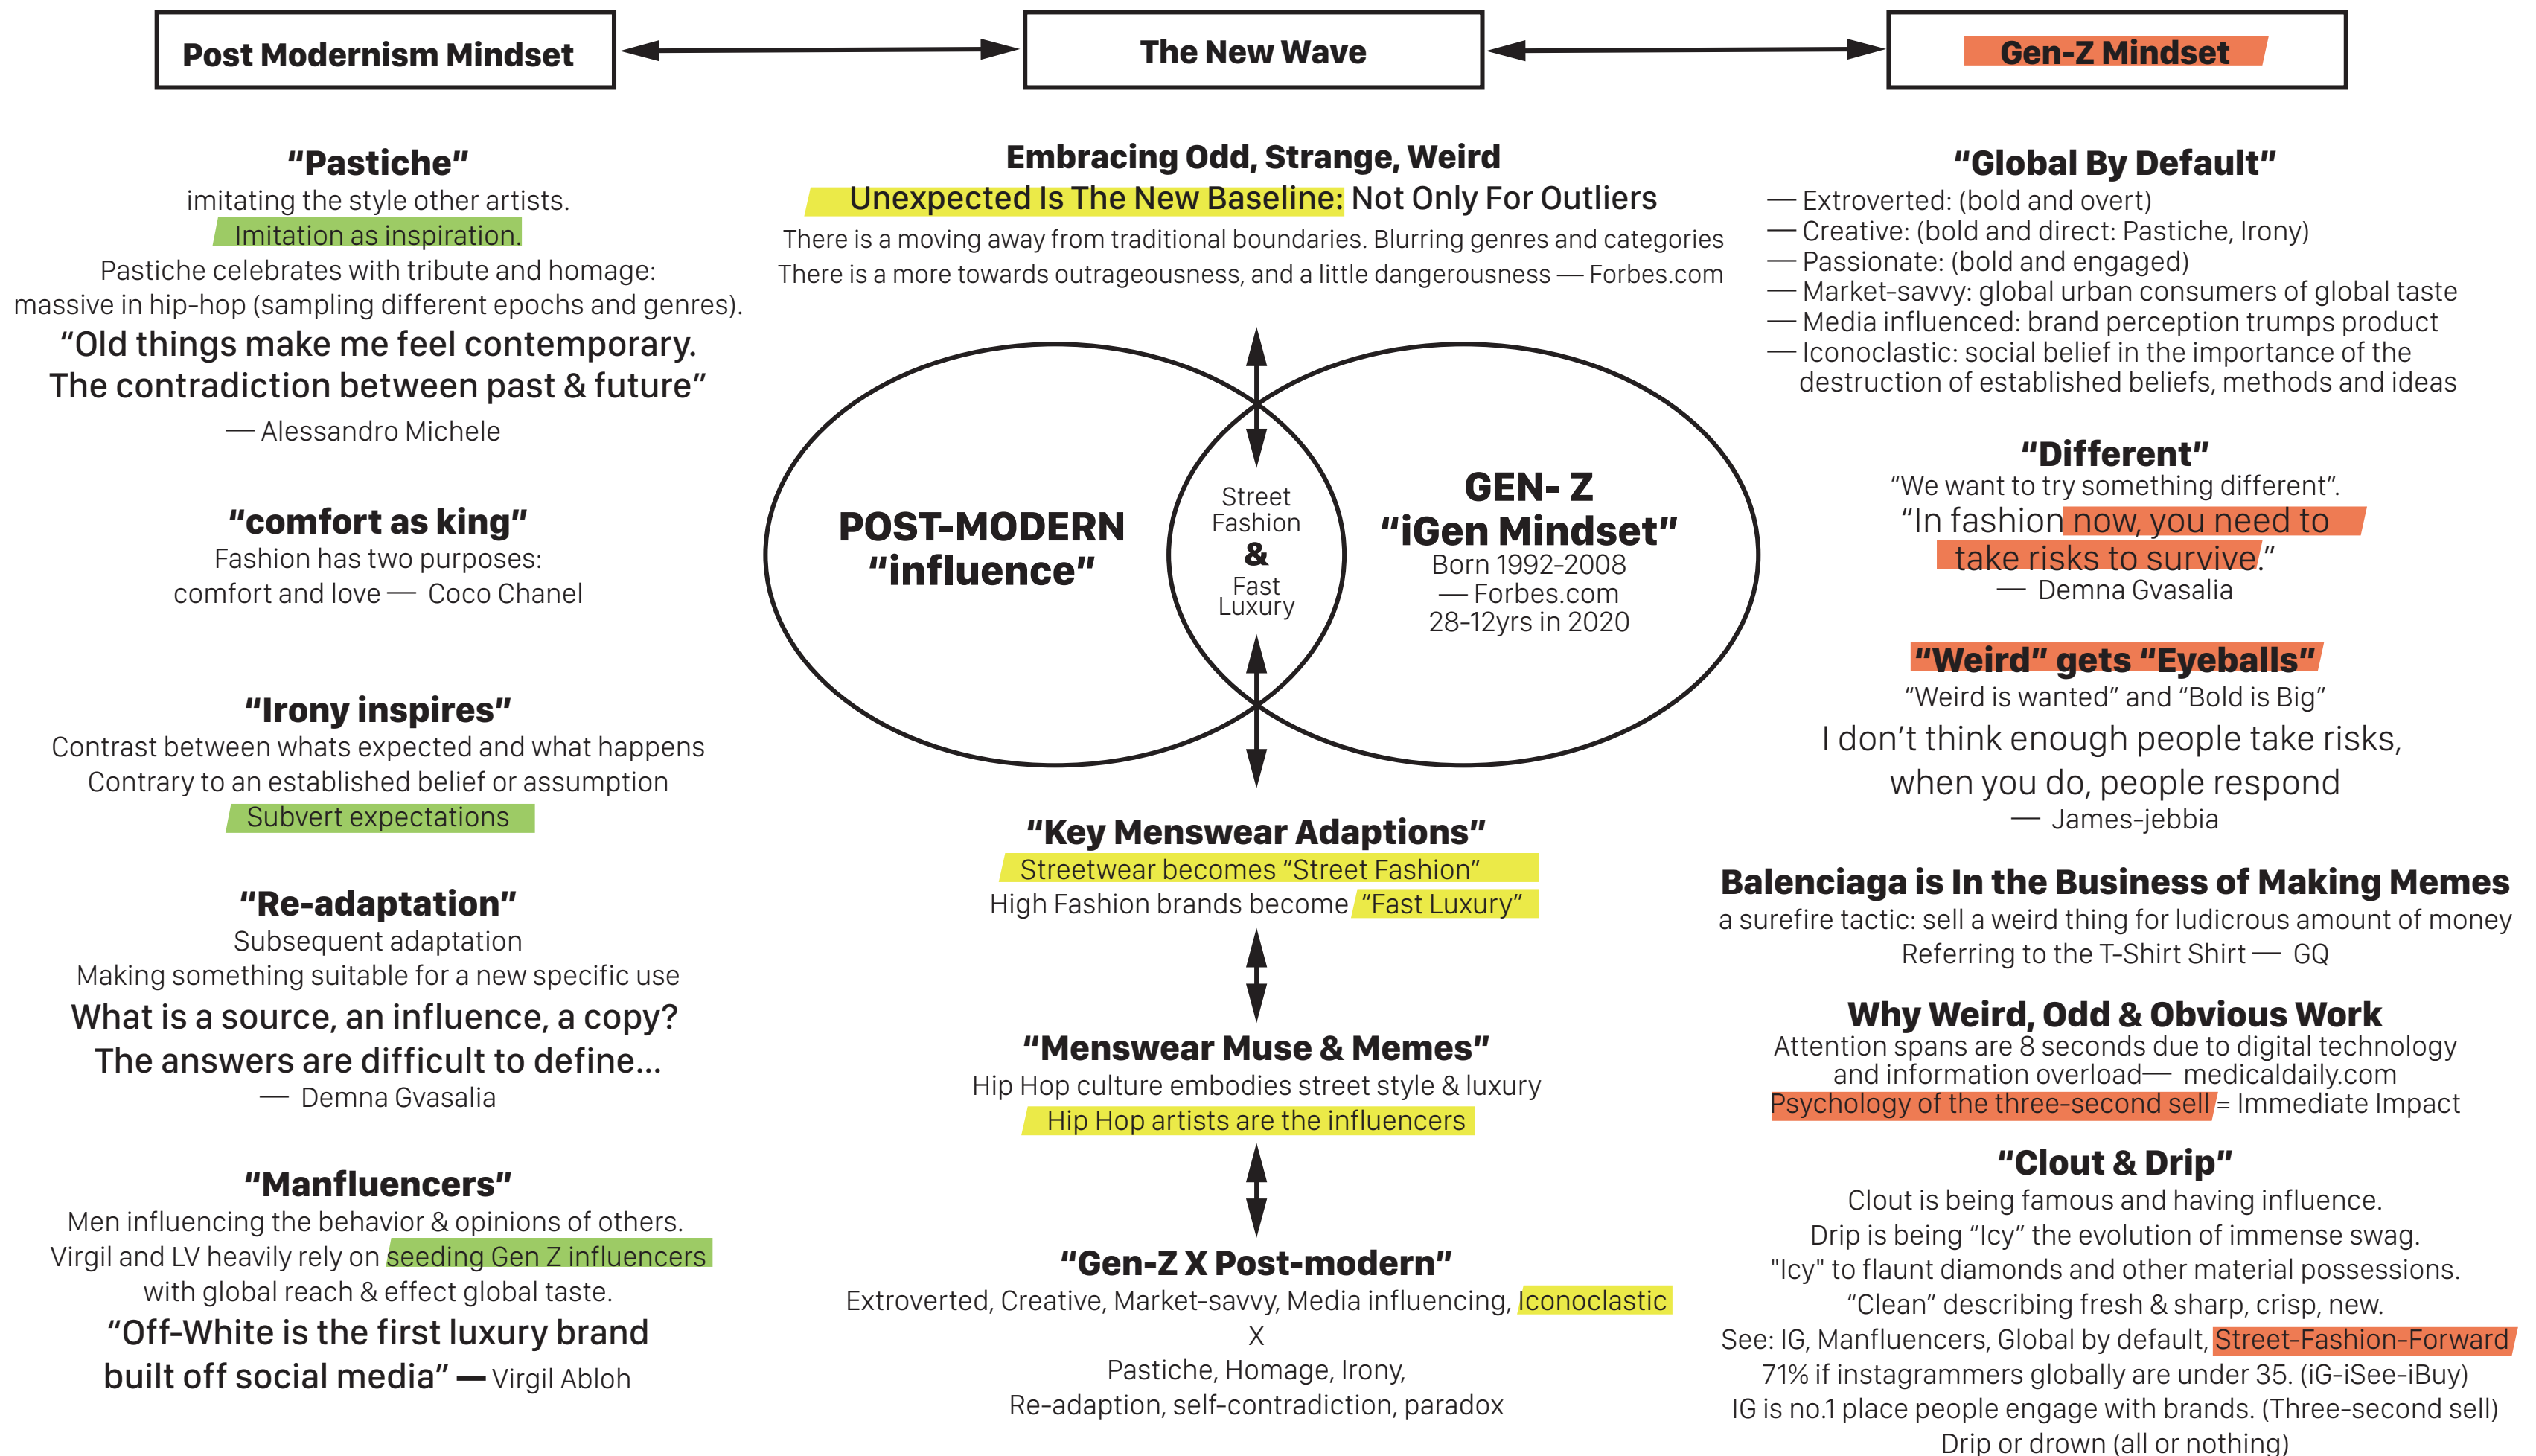 Post Modernism Mindset
The New Wave
Gen-Z Mindset
“Pastiche”
imitating the style other artists.
Imitation as inspiration.
Pastiche celebrates with tribute and homage:
massive in hip-hop (sampling different epochs and genres).
“Old things make me feel contemporary.
The contradiction between past & future”
— Alessandro Michele
“comfort as king”
Fashion has two purposes:
comfort and love — Coco Chanel
“Irony inspires”
Contrast between whats expected and what happens
Contrary to an established belief or assumption
Subvert expectations
“Re-adaptation”
Subsequent adaptation
Making something suitable for a new specific use
What is a source, an influence, a copy?
The answers are difficult to define...
— Demna Gvasalia
“Manfluencers”
Men influencing the behavior & opinions of others.
Virgil and LV heavily rely on seeding Gen Z influencers
with global reach & effect global taste.
“Off-White is the first luxury brand
built off social media” — Virgil Abloh
Embracing Odd, Strange, Weird
Unexpected Is The New Baseline: Not Only For Outliers
There is a moving away from traditional boundaries. Blurring genres and categories
There is a more towards outrageousness, and a little dangerousness — Forbes.com
POST-MODERN
“influence”
Street
Fashion
&
Fast
Luxury
GEN- Z
“iGen Mindset”
Born 1992-2008
— Forbes.com
28-12yrs in 2020
“Key Menswear Adaptions”
Streetwear becomes “Street Fashion”
High Fashion brands become “Fast Luxury”
“Menswear Muse & Memes”
Hip Hop culture embodies street style & luxury
Hip Hop artists are the influencers
“Gen-Z X Post-modern”
Extroverted, Creative, Market-savvy, Media influencing, Iconoclastic
X
Pastiche, Homage, Irony,
Re-adaption, self-contradiction, paradox
“Global By Default”
— Extroverted: (bold and overt)
— Creative: (bold and direct: Pastiche, Irony)
— Passionate: (bold and engaged)
— Market-savvy: global urban consumers of global taste
— Media influenced: brand perception trumps product
— Iconoclastic: social belief in the importance of the
destruction of established beliefs, methods and ideas
“Different”
“We want to try something different”.
“In fashion now, you need to
take risks to survive.”
— Demna Gvasalia
“Weird” gets “Eyeballs”
“Weird is wanted” and “Bold is Big”
I don’t think enough people take risks,
when you do, people respond
— James-jebbia
Balenciaga is In the Business of Making Memes
a surefire tactic: sell a weird thing for ludicrous amount of money
Referring to the T-Shirt Shirt — GQ
Why Weird, Odd & Obvious Work
Attention spans are 8 seconds due to digital technology
and information overload— medicaldaily.com
Psychology of the three-second sell = Immediate Impact
“Clout & Drip”
Clout is being famous and having influence.
Drip is being “Icy” the evolution of immense swag.
"Icy" to flaunt diamonds and other material possessions.
“Clean” describing fresh & sharp, crisp, new.
See: IG, Manfluencers, Global by default, Street-Fashion-Forward
71% if instagrammers globally are under 35. (iG-iSee-iBuy)
IG is no.1 place people engage with brands. (Three-second sell)
Drip or drown (all or nothing)